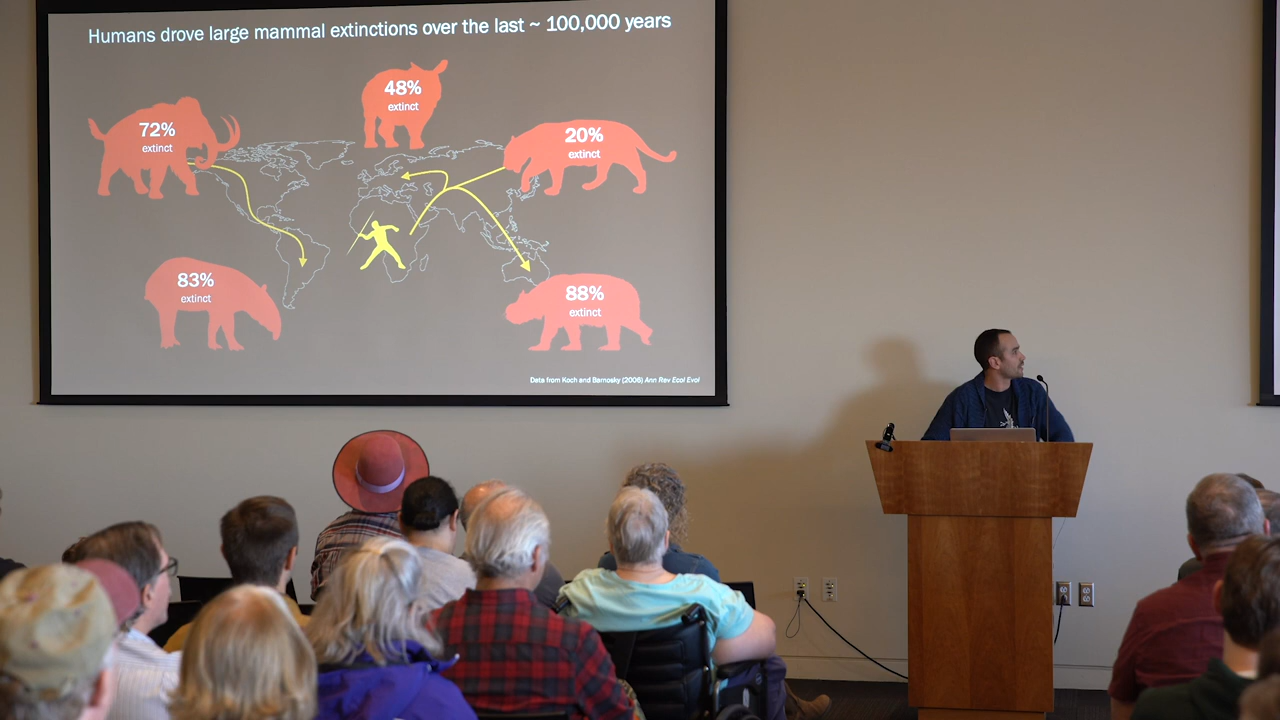 Humans drove large mammal extinctions over the last ~ 100,000 years
48%
extinct
72%
extinct
20%
extinct
83%
extinct
88%
extinct
Data from Koch and Barnosky (2006) Ann Rev Ecol Evol